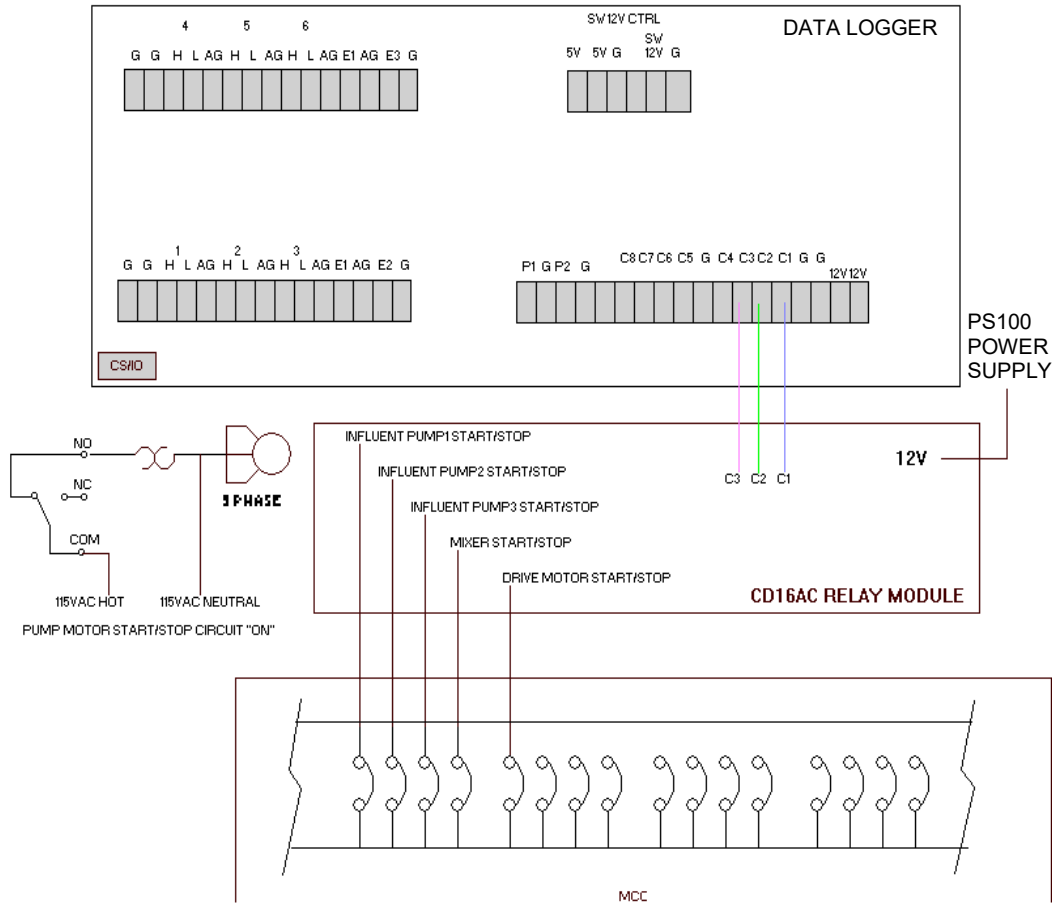 DATA LOGGER
4 5 6
G G H L AG H L AG H L AG E1 AG E3 G
SW12V CTRL
SW
5V 5V G 12V G
1 2 3
G G H L AG H L AG H L AG E1 AG E2 G
P1 G P2 G C8 C7 C6 C5 G C4 C3 C2 C1 G G
12V 12V
CS/IO
PS100
POWER
SUPPLY
NO
NC
COM
3 PHASE
115VAC HOT 115VAC NEUTRAL
PUMP MOTOR START/STOP CIRCUIT "ON"
INFLUENT PUMP1 START/STOP
INFLUENT PUMP2 START/STOP
INFLUENT PUMP3 START/STOP
MIXER START/STOP
DRIVE MOTOR START/STOP
C3 C2 C1
12V
CD16AC RELAY MODULE
MCC